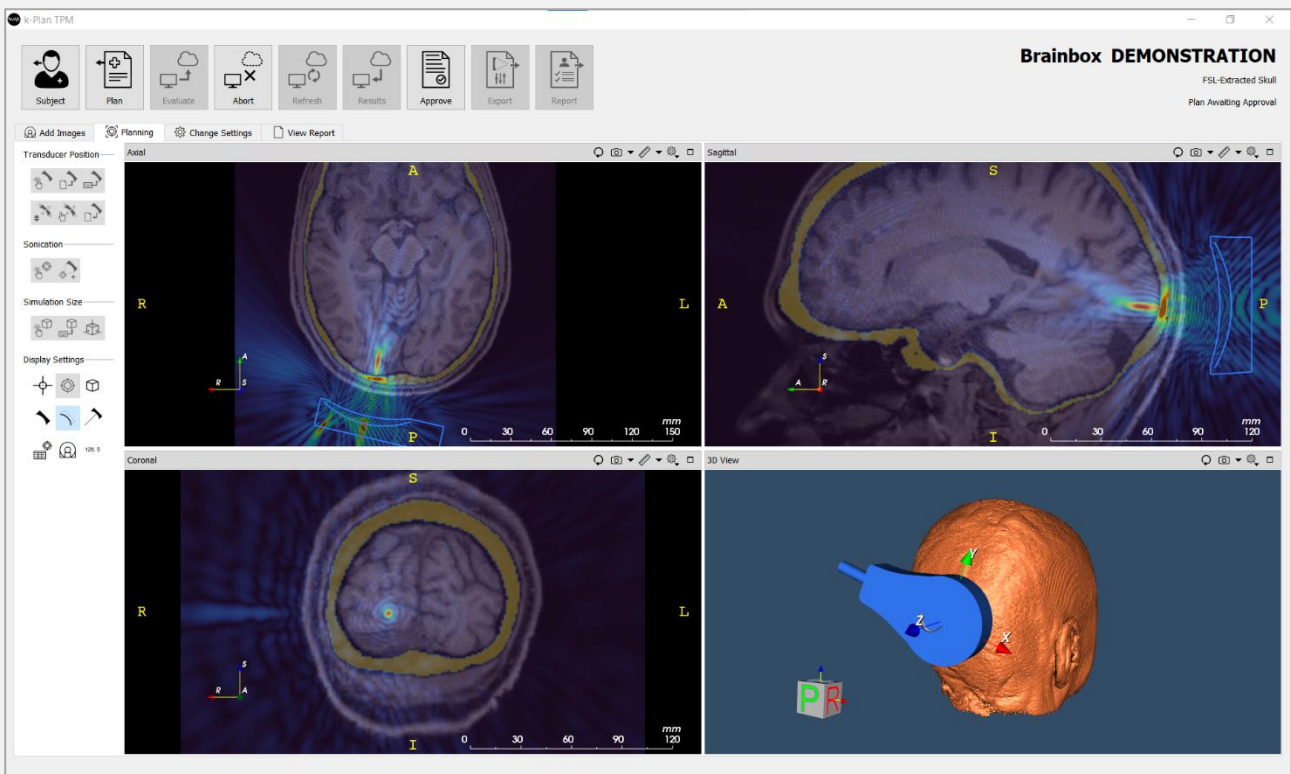 k-Plan TPM
Subject
Plan
Evaluate
Abort
Refresh
Results
Approve
Export
Report
Brainbox DEMONSTRATION
FSL-Extracted Skull
Plan Awaiting Approval
Add Images
Planning
Change Settings
View Report
Transducer Position
Sonication
Simulation Size
Display Settings
Axial
A
R
L
P
A
R
S
mm
0 30 60 90 120 150
Sagittal
S
A
P
I
S
A
R
mm
0 30 60 90 120
Coronal
S
R
L
I
S
R
A
mm
0 30 60 90 120
3D View
Y
Z
X
P
R